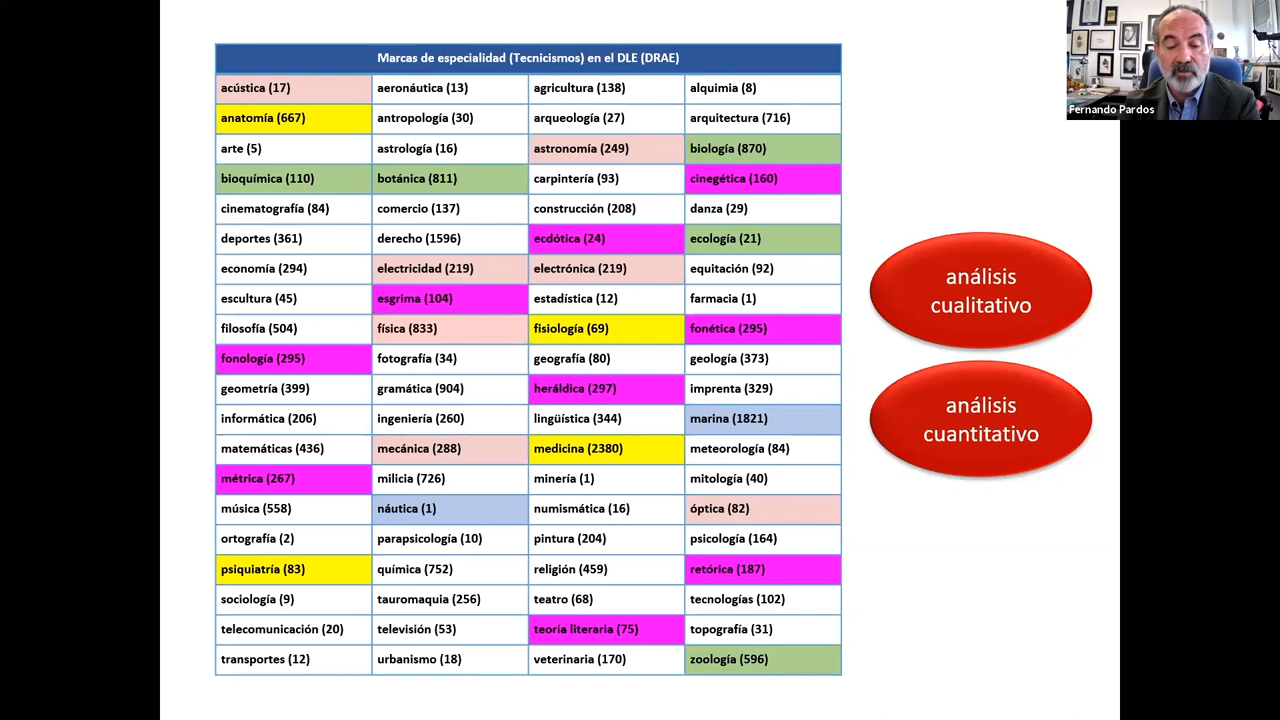 Marcas de especialidad (Tecnicismos) en el DLE (DRAE)
acústica (17) aeronáutica (13) agricultura (138) alquimia (8)
anatomía (667) antropología (30) arqueología (27) arquitectura (716)
arte (5) astrología (16) astronomía (249) biología (870)
bioquímica (110) botánica (811) carpintería (93) cinegética (160)
cinematografía (84) comercio (137) construcción (208) danza (29)
deportes (361) derecho (1596) ecdótica (24) ecología (21)
economía (294) electricidad (219) electrónica (219) equitación (92)
escultura (45) esgrima (104) estadística (12) farmacia (1)
filosofía (504) física (833) fisiología (69) fonética (295)
fonología (295) fotografía (34) geografía (80) geología (373)
geometría (399) gramática (904) heráldica (297) imprenta (329)
informática (206) ingeniería (260) lingüística (344) marina (1821)
matemáticas (436) mecánica (288) medicina (2380) meteorología (84)
métrica (267) milicia (726) minería (1) mitología (40)
música (558) náutica (1) numismática (16) óptica (82)
ortografía (2) parapsicología (10) pintura (204) psicología (164)
psiquiatría (83) química (752) religión (459) retórica (187)
sociología (9) tauromaquia (256) teatro (68) tecnologías (102)
telecomunicación (20) televisión (53) teoría literaria (75) topografía (31)
transportes (12) urbanismo (18) veterinaria (170) zoología (596)
análisis
cualitativo
análisis
cuantitativo
Fernando Pardos